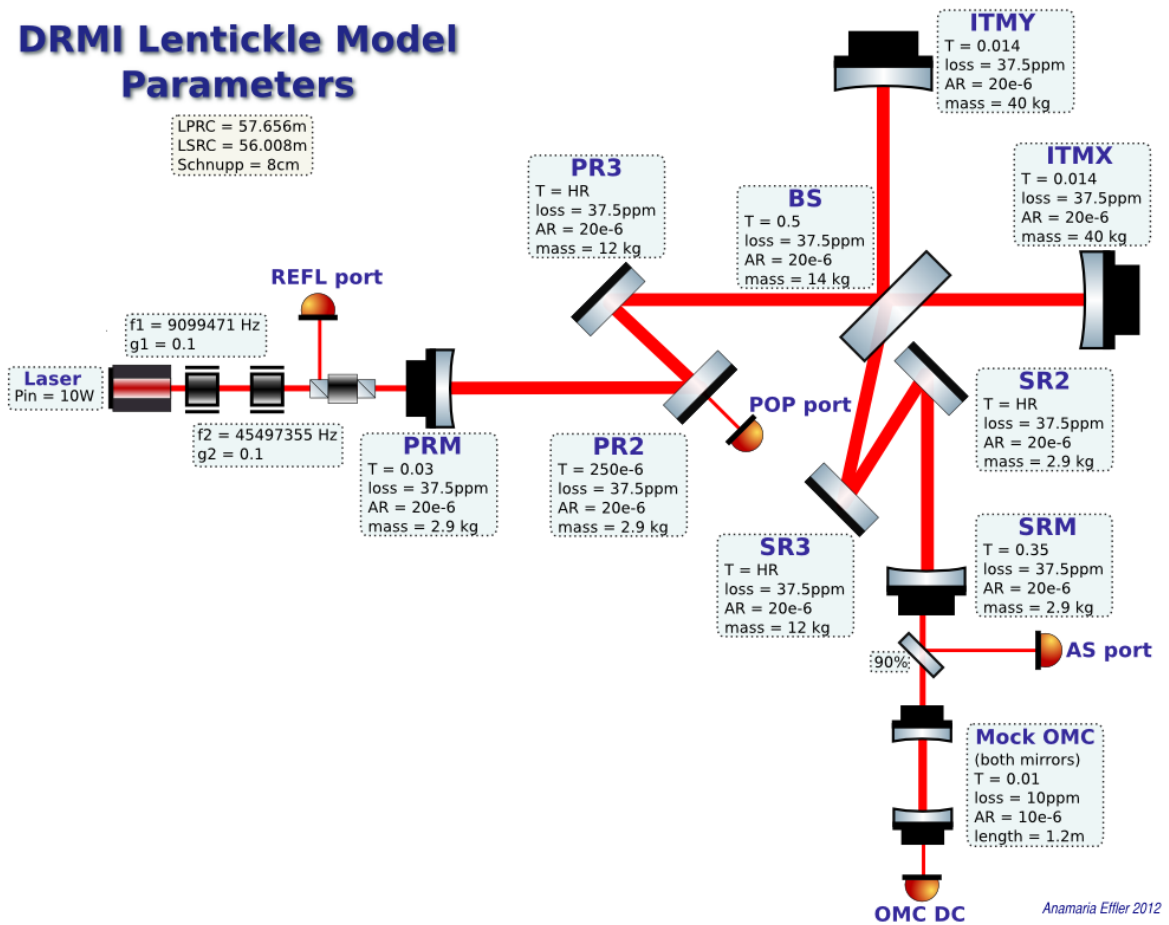 DRMI Lentickle Model
Parameters
LPRC = 57.656m
LSRC = 56.008m
Schnupp = 8cm
ITMY
T = 0.014
loss = 37.5ppm
AR = 20e-6
mass = 40 kg
ITMX
T = 0.014
loss = 37.5ppm
AR = 20e-6
mass = 40 kg
PR3
T = HR
loss = 37.5ppm
AR = 20e-6
mass = 12 kg
BS
T = 0.5
loss = 37.5ppm
AR = 20e-6
mass = 14 kg
REFL port
f1 = 9099471 Hz
g1 = 0.1
Laser
Pin = 10W
f2 = 45497355 Hz
g2 = 0.1
PRM
T = 0.03
loss = 37.5ppm
AR = 20e-6
mass = 2.9 kg
PR2
T = 250e-6
loss = 37.5ppm
AR = 20e-6
mass = 2.9 kg
POP port
SR2
T = HR
loss = 37.5ppm
AR = 20e-6
mass = 2.9 kg
SR3
T = HR
loss = 37.5ppm
AR = 20e-6
mass = 12 kg
SRM
T = 0.35
loss = 37.5ppm
AR = 20e-6
mass = 2.9 kg
90%
AS port
Mock OMC
(both mirrors)
T = 0.01
loss = 10ppm
AR = 10e-6
length = 1.2m
OMC DC
Anamaria Effler 2012